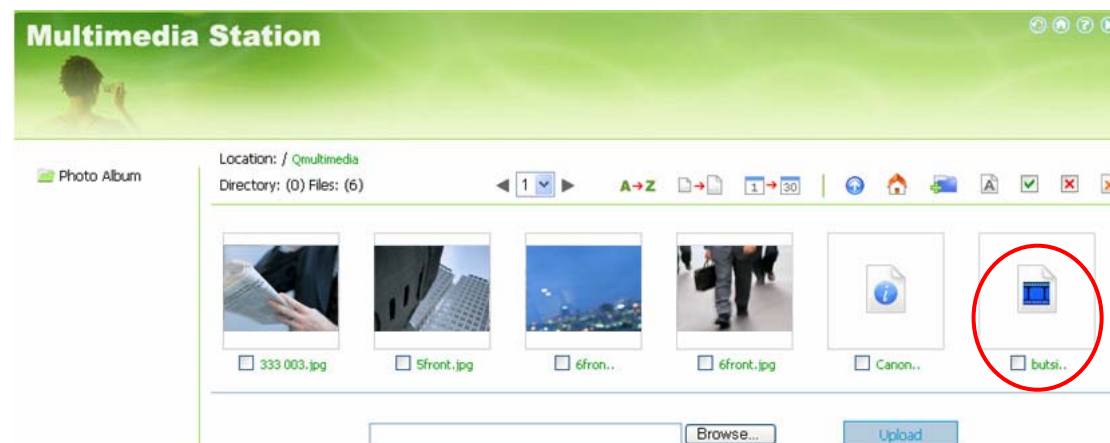 Multimedia Station
Photo Album
Location: / Qmultimedia
Directory: (0) Files: (6)
1
A→Z
1→30
A
333 003.jpg
5front.jpg
6fron..
6front.jpg
Canon..
butsi..
Browse...
Upload